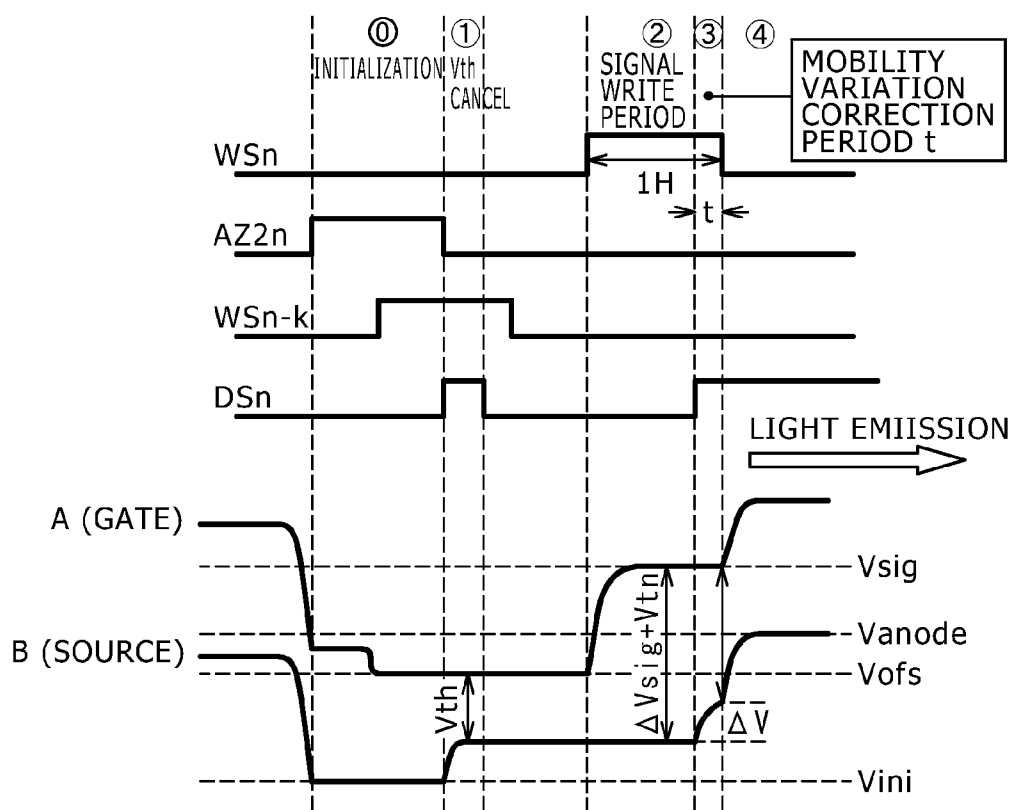 ⓪ ① ② ③ ④
INITIALIZATION
Vth
CANCEL
SIGNAL
WRITE
PERIOD
MOBILITY
VARIATION
CORRECTION
PERIOD t
WSn
1H
t
AZ2n
WSn-k
DSn
LIGHT EMIISSION
A (GATE)
Vsig
ΔVsig+Vtn
Vanode
B (SOURCE)
Vofs
Vth
ΔV
Vini